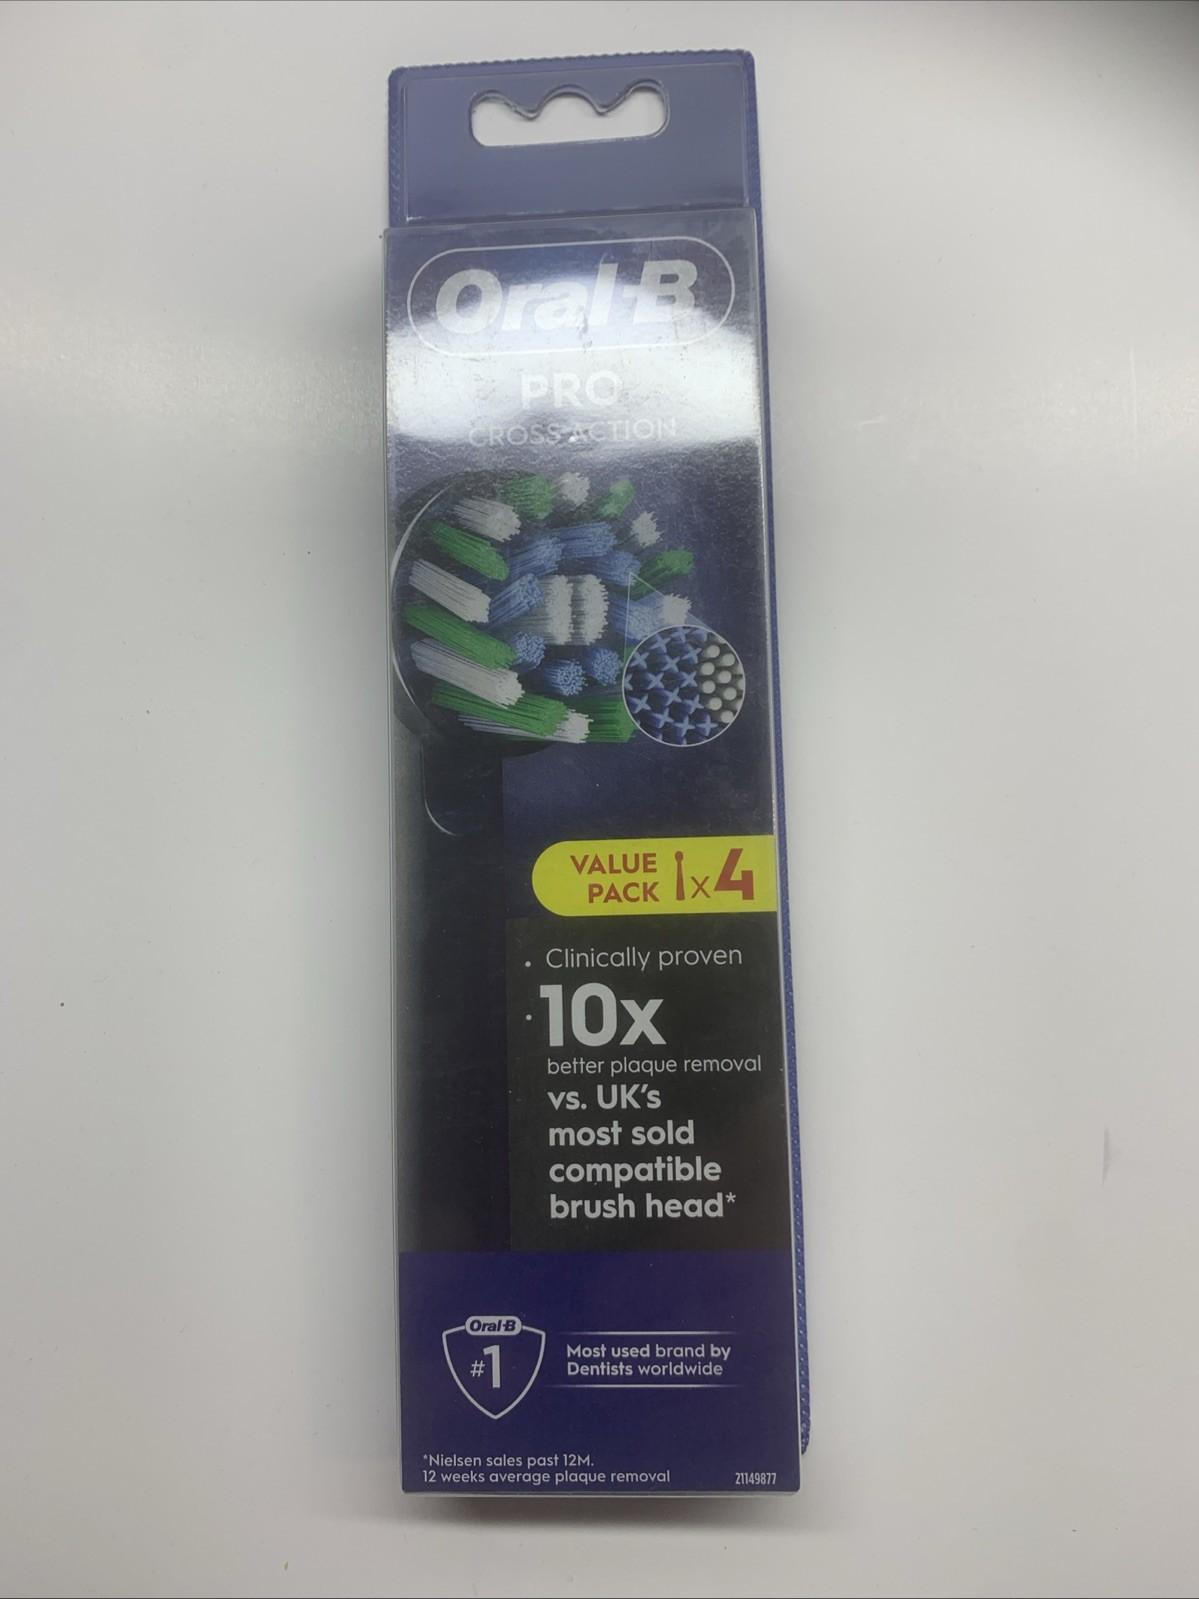 Oral-B
PRO
CROSS ACTION
VALUE
PACK x4
Clinically proven
10x
better plaque removal
vs. UK's
most sold
compatible
brush head*
Oral-B
#1
Most used brand by
Dentists worldwide
*Nielsen sales past 12M.
12 weeks average plaque removal
21149877